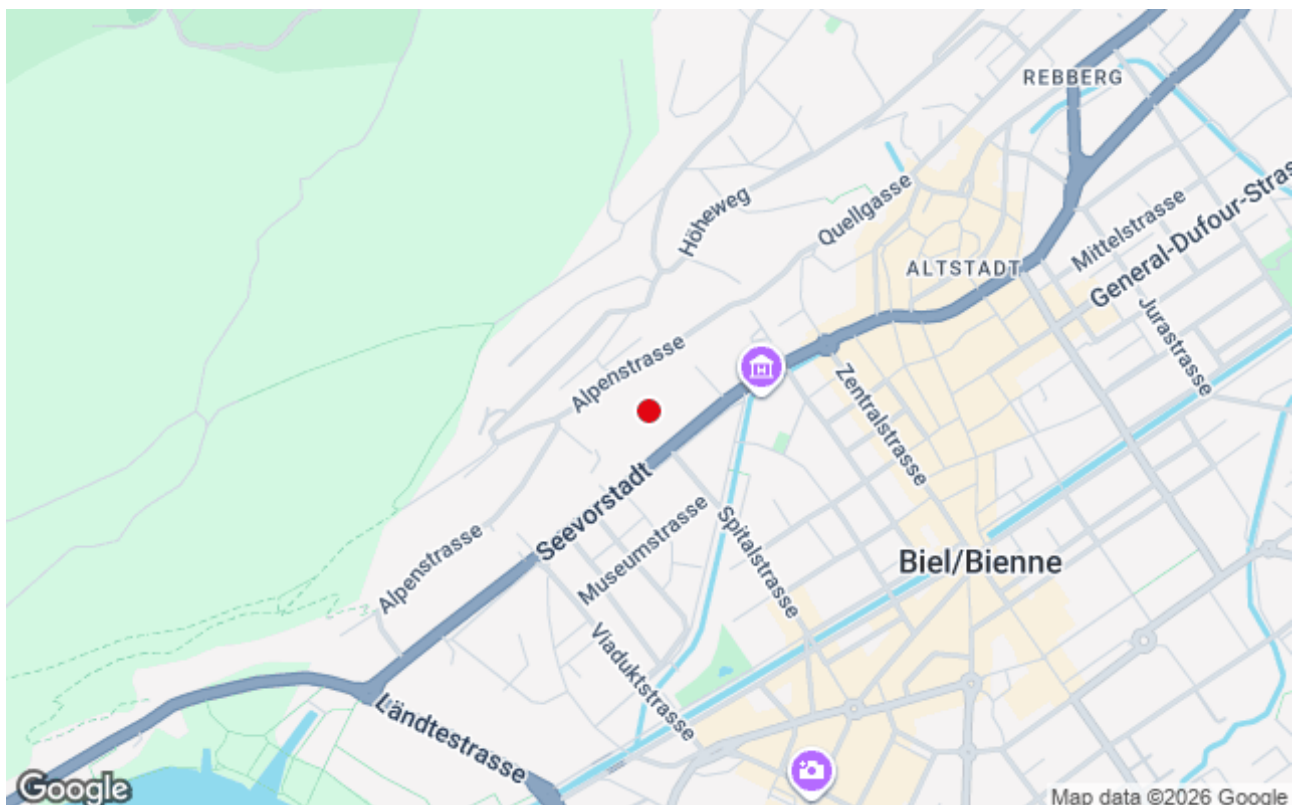 REBBERG
Höheweg
Quellgasse
Mittelstrasse
General-Dufour-Stras
ALTSTADT
Jurastrasse
Alpenstrasse
Zentralstrasse
Seevorstadt
Spitalstrasse
Museumstrasse
Alpenstrasse
Biel/Bienne
Viaduktstrasse
Ländtestrasse
H
Google
Map data ©2026 Google